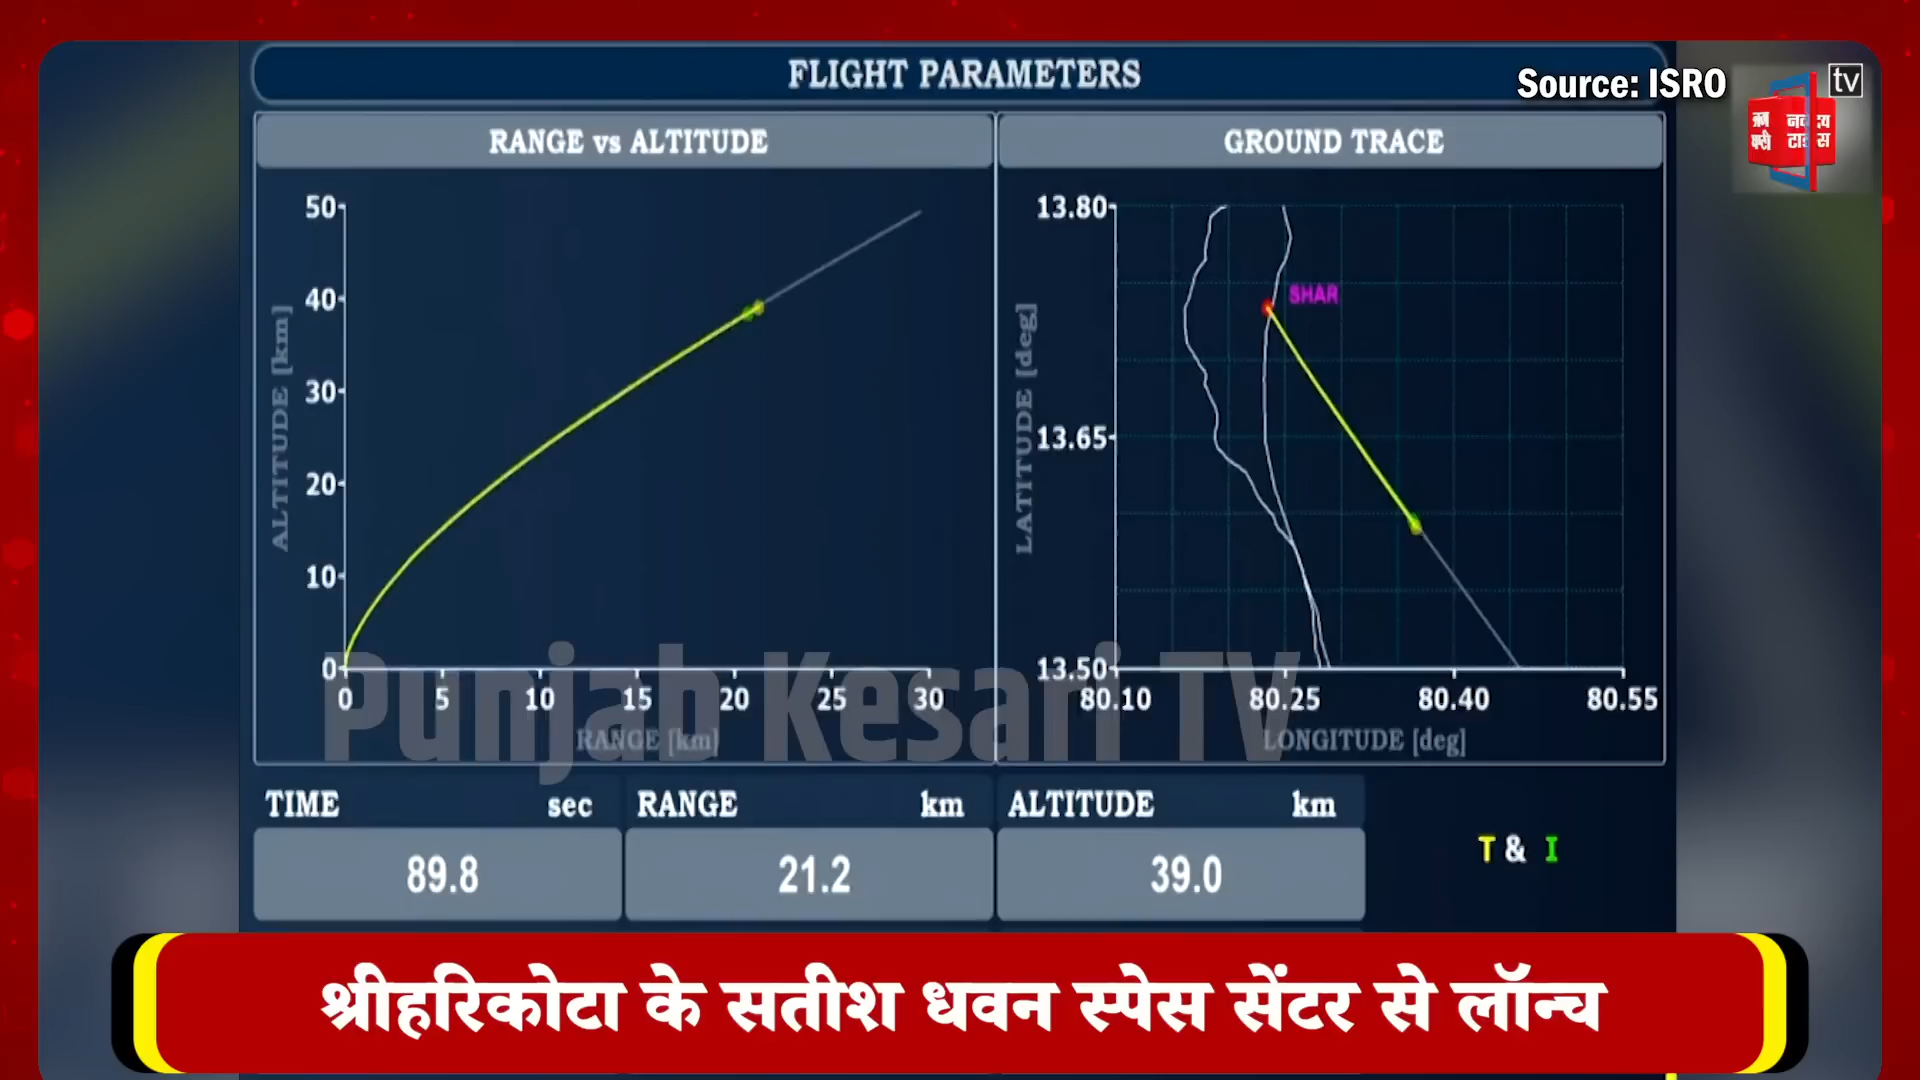 FLIGHT PARAMETERS
Source: ISRO
tv
नवोदय
टाइम्स
RANGE vs ALTITUDE
GROUND TRACE
ALTITUDE [km]
50
40
30
20
10
0
0 5 10 15 20 25 30
RANGE [km]
LATITUDE [deg]
13.80
13.65
13.50
SHAR
80.10 80.25 80.40 80.55
LONGITUDE [deg]
Punjab Kesari TV
TIME sec RANGE km ALTITUDE km
89.8 21.2 39.0
T & I
श्रीहरिकोटा के सतीश धवन स्पेस सेंटर से लॉन्च